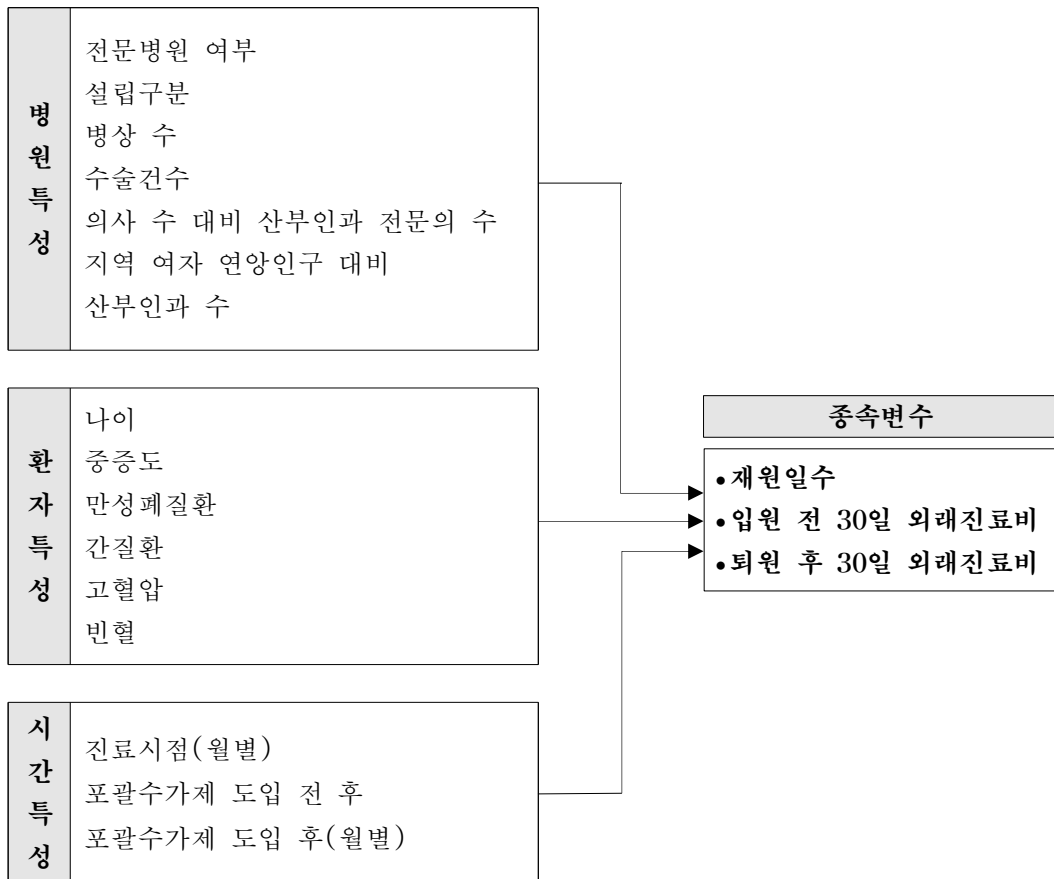 병원특성
전문병원 여부
설립구분
병상 수
수술건수
의사 수 대비 산부인과 전문의 수
지역 여자 연앙인구 대비
산부인과 수
환자특성
나이
중증도
만성폐질환
간질환
고혈압
빈혈
시간특성
진료시점(월별)
포괄수가제 도입 전 후
포괄수가제 도입 후(월별)
종속변수
•재원일수
•입원 전 30일 외래진료비
•퇴원 후 30일 외래진료비